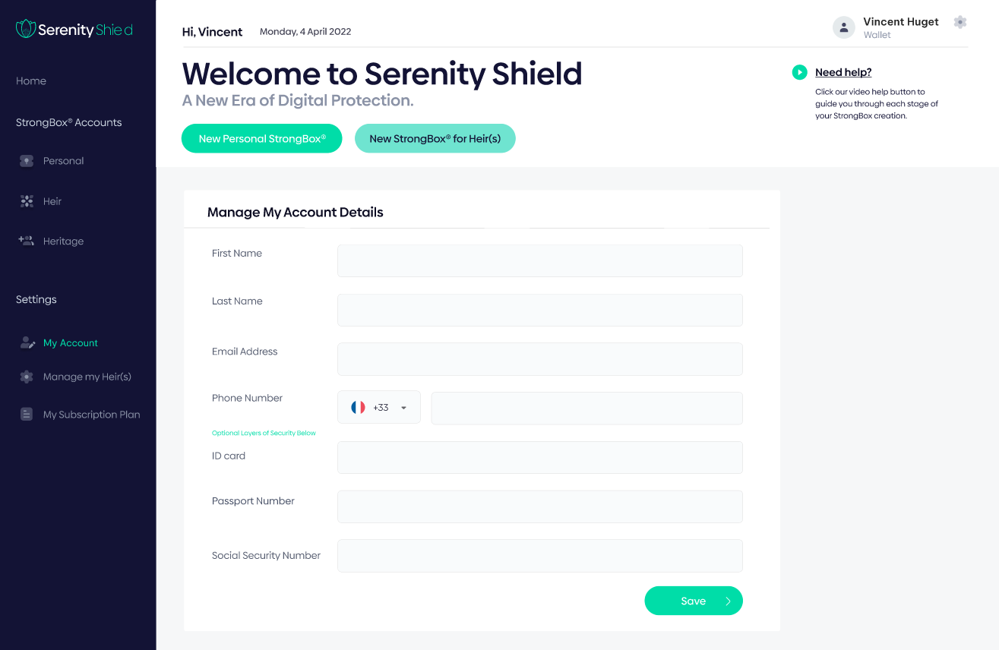 Serenity Shield
Home
StrongBox® Accounts
Personal
Heir
Heritage
Settings
My Account
Manage my Heir(s)
My Subscription Plan
Hi, Vincent
Monday, 4 April 2022
Vincent Huget
Wallet
Welcome to Serenity Shield
A New Era of Digital Protection.
New Personal StrongBox®
New StrongBox® for Heir(s)
Need help?
Click our video help button to
guide you through each stage of
your StrongBox creation.
Manage My Account Details
First Name
Last Name
Email Address
Phone Number
+33
Optional Layers of Security Below
ID card
Passport Number
Social Security Number
Save